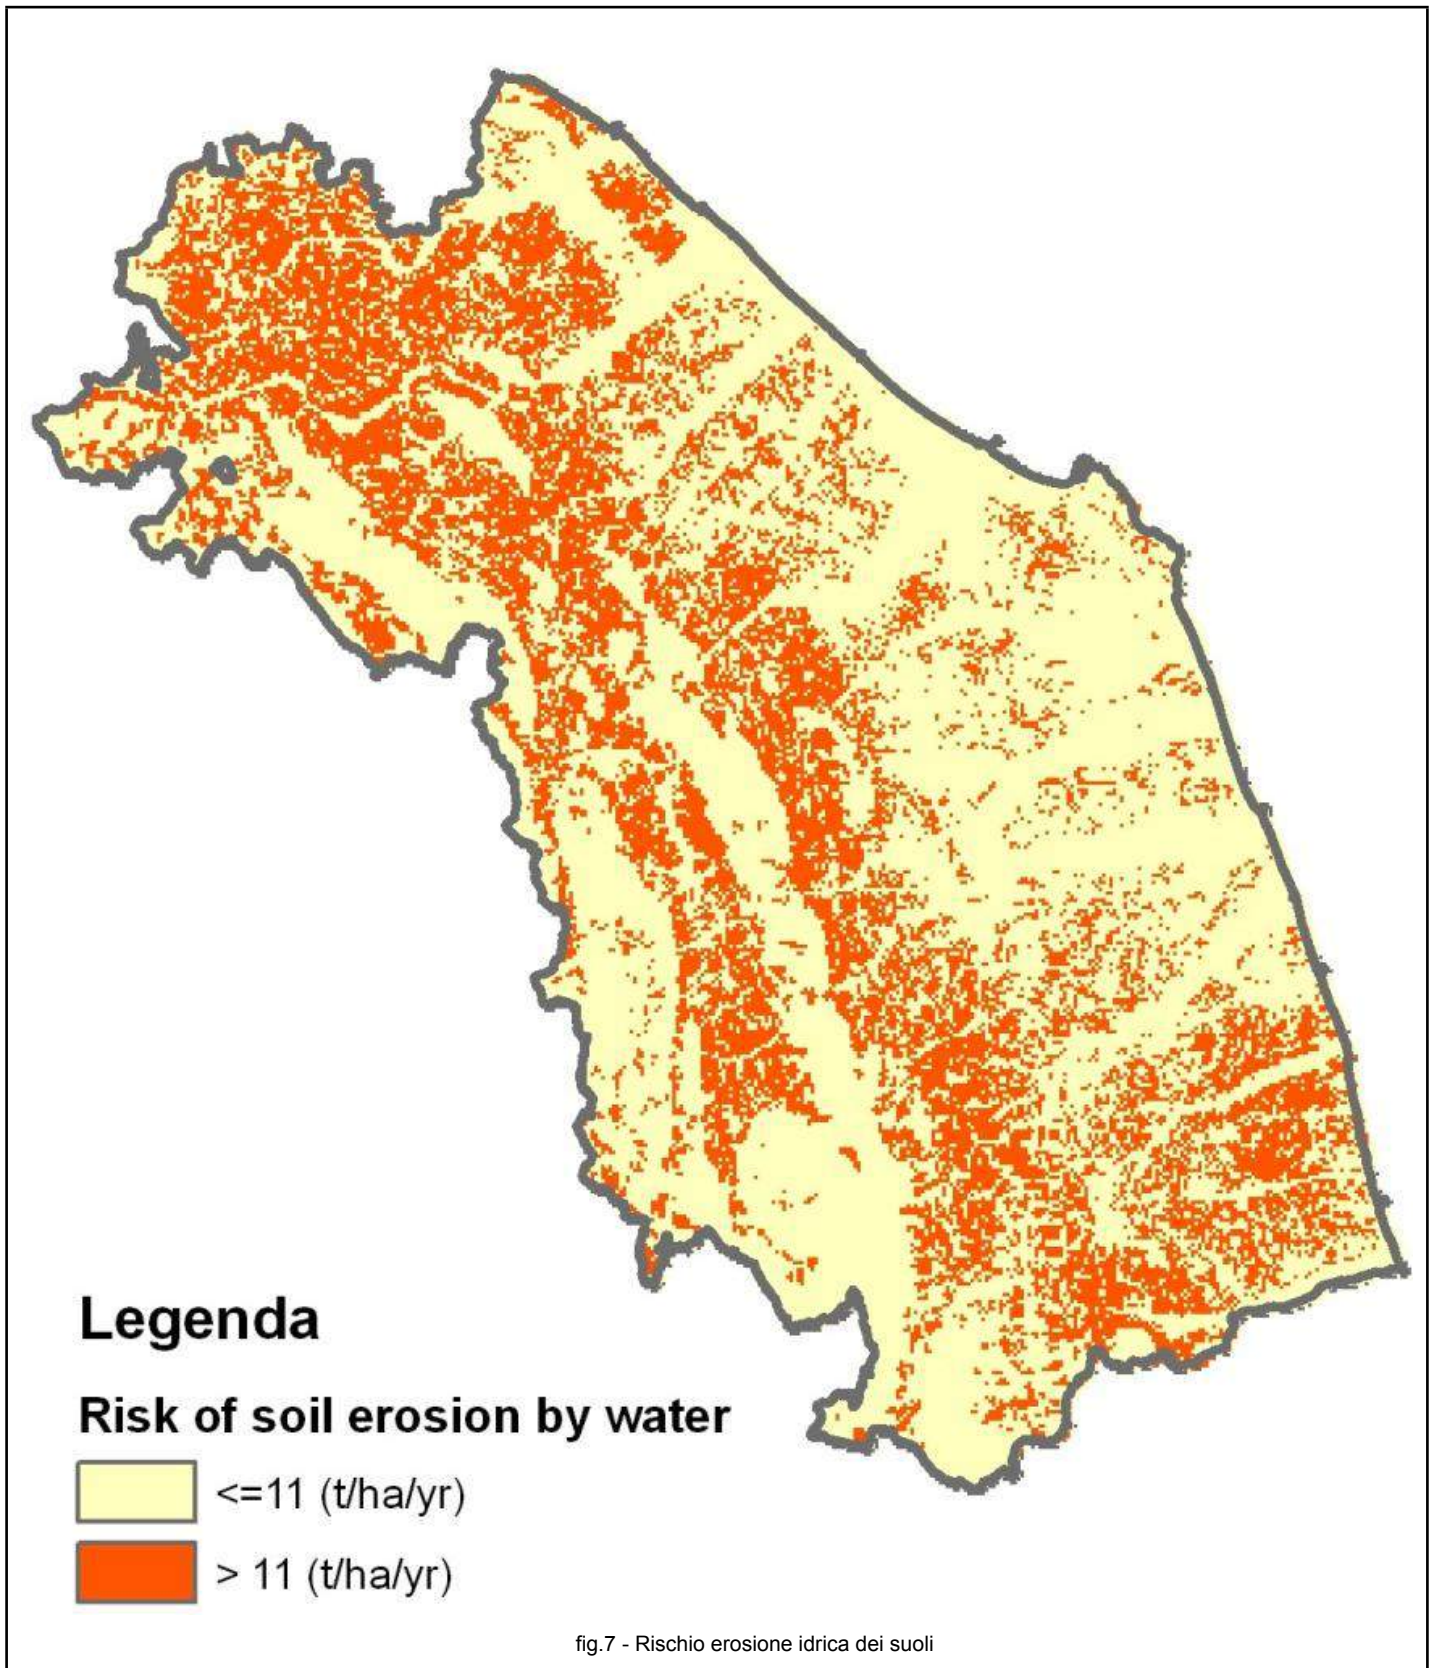 Legenda
Risk of soil erosion by water
<=11 (t/ha/yr)
> 11 (t/ha/yr)
fig.7 - Rischio erosione idrica dei suoli